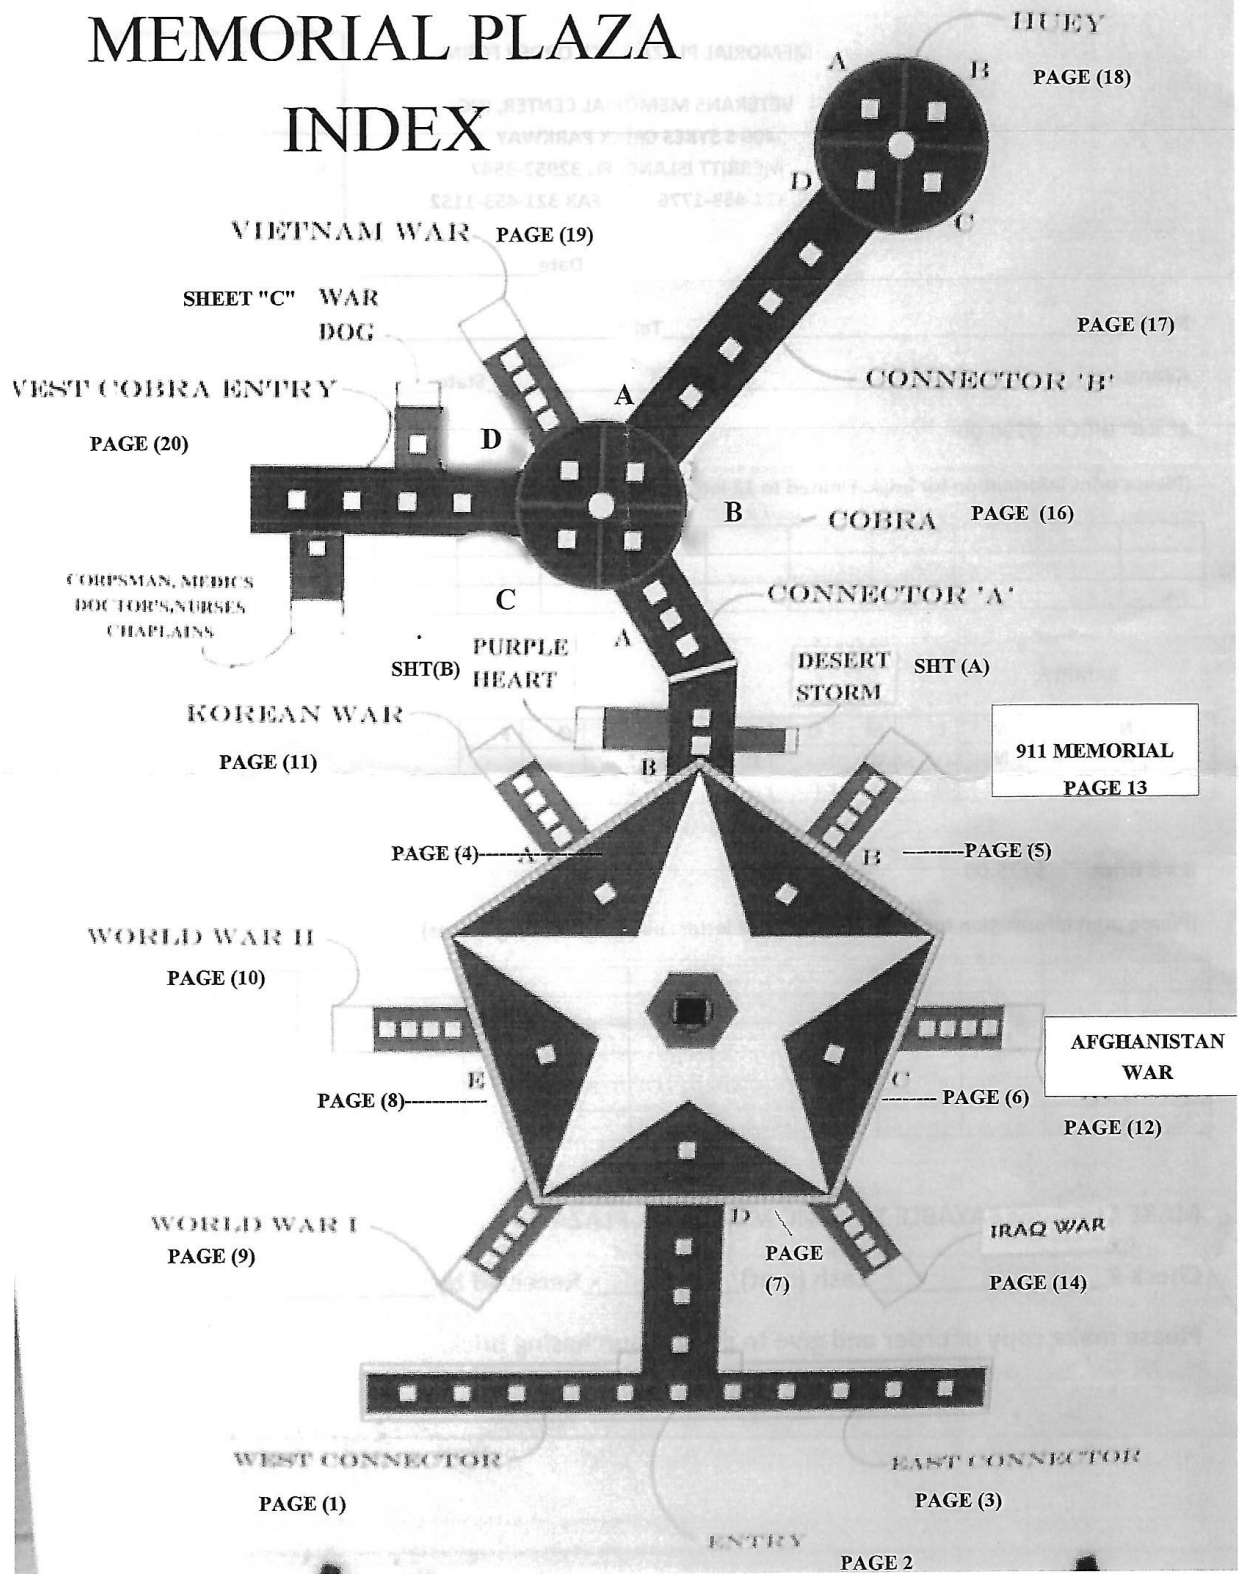 MEMORIAL PLAZA
INDEX
HUEY
PAGE (18)
A
B
D
C
VIETNAM WAR PAGE (19)
SHEET "C" WAR
DOG
PAGE (17)
CONNECTOR 'B'
VEST COBRA ENTRY
PAGE (20)
A
D
B
COBRA PAGE (16)
C
CORPSMAN, MEDICS
DOCTOR'S,NURSES
CHAPLAINS
CONNECTOR 'A'
A
SHT(B) PURPLE
HEART
DESERT
STORM
SHT (A)
KOREAN WAR
PAGE (11)
911 MEMORIAL
PAGE 13
B
PAGE (4)
A
B
PAGE (5)
WORLD WAR II
PAGE (10)
AFGHANISTAN
WAR
E
C
PAGE (8)
PAGE (6)
PAGE (12)
WORLD WAR I
PAGE (9)
D
PAGE
(7)
IRAQ WAR
PAGE (14)
WEST CONNECTOR
PAGE (1)
EAST CONNECTOR
PAGE (3)
ENTRY
PAGE 2